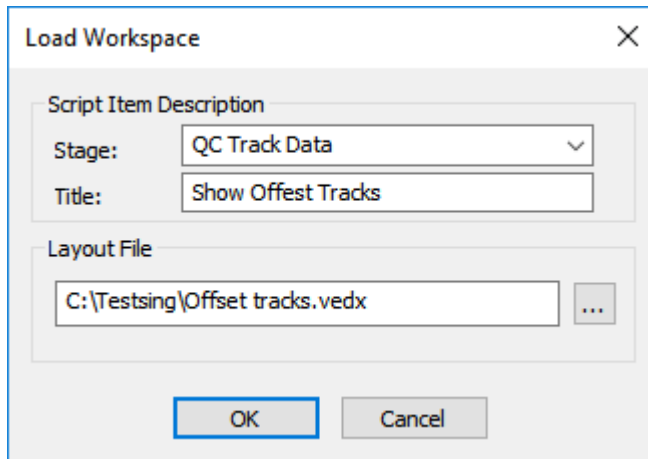 Load Workspace
Script Item Description
Stage: QC Track Data
Title: Show Offest Tracks
Layout File
C:\Testsing\Offset tracks.vedx ...
OK Cancel